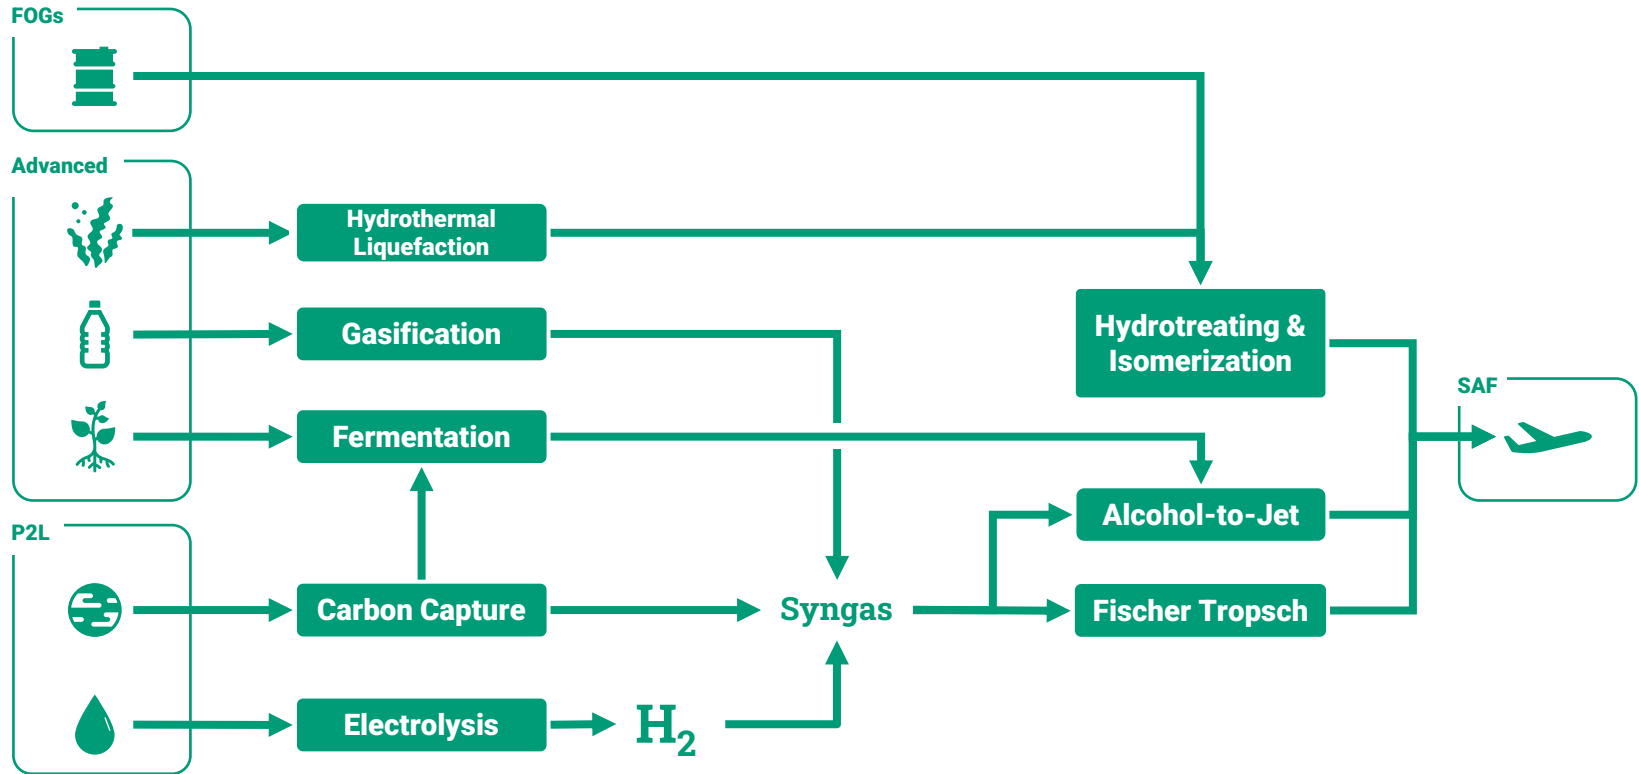 FOGs
Advanced
Hydrothermal
Liquefaction
Gasification
Hydrotreating &
Isomerization
SAF
Fermentation
Alcohol-to-Jet
P2L
Carbon Capture
Syngas
Fischer Tropsch
Electrolysis
H2